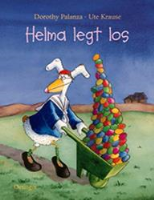 Dorothy Palanza · Ute Krause
Helma legt los